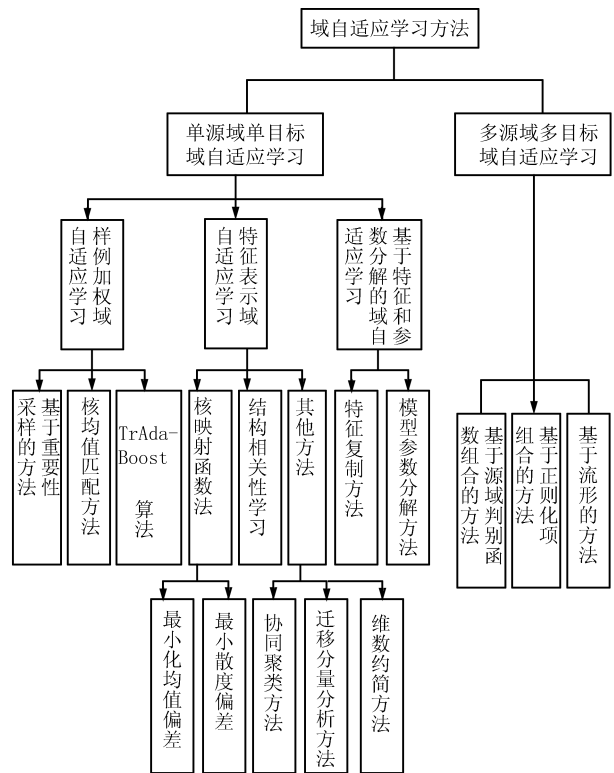 域自适应学习方法
单源域单目标
域自适应学习
多源域多目标
域自适应学习
样例加权域
自适应学习
特征表示域
自适应学习
基于特征和参
数分解的域自
适应学习
基于重要性
采样的方法
核均值匹配方法
TrAda-
Boost
算法
核映射函数法
结构相关性学习
其他方法
特征复制方法
模型参数分解方法
基于源域判别函
数组合的方法
基于正则化项
组合的方法
基于流形的方法
最小化均值偏差
最小散度偏差
协同聚类方法
迁移分量分析方法
维数约简方法